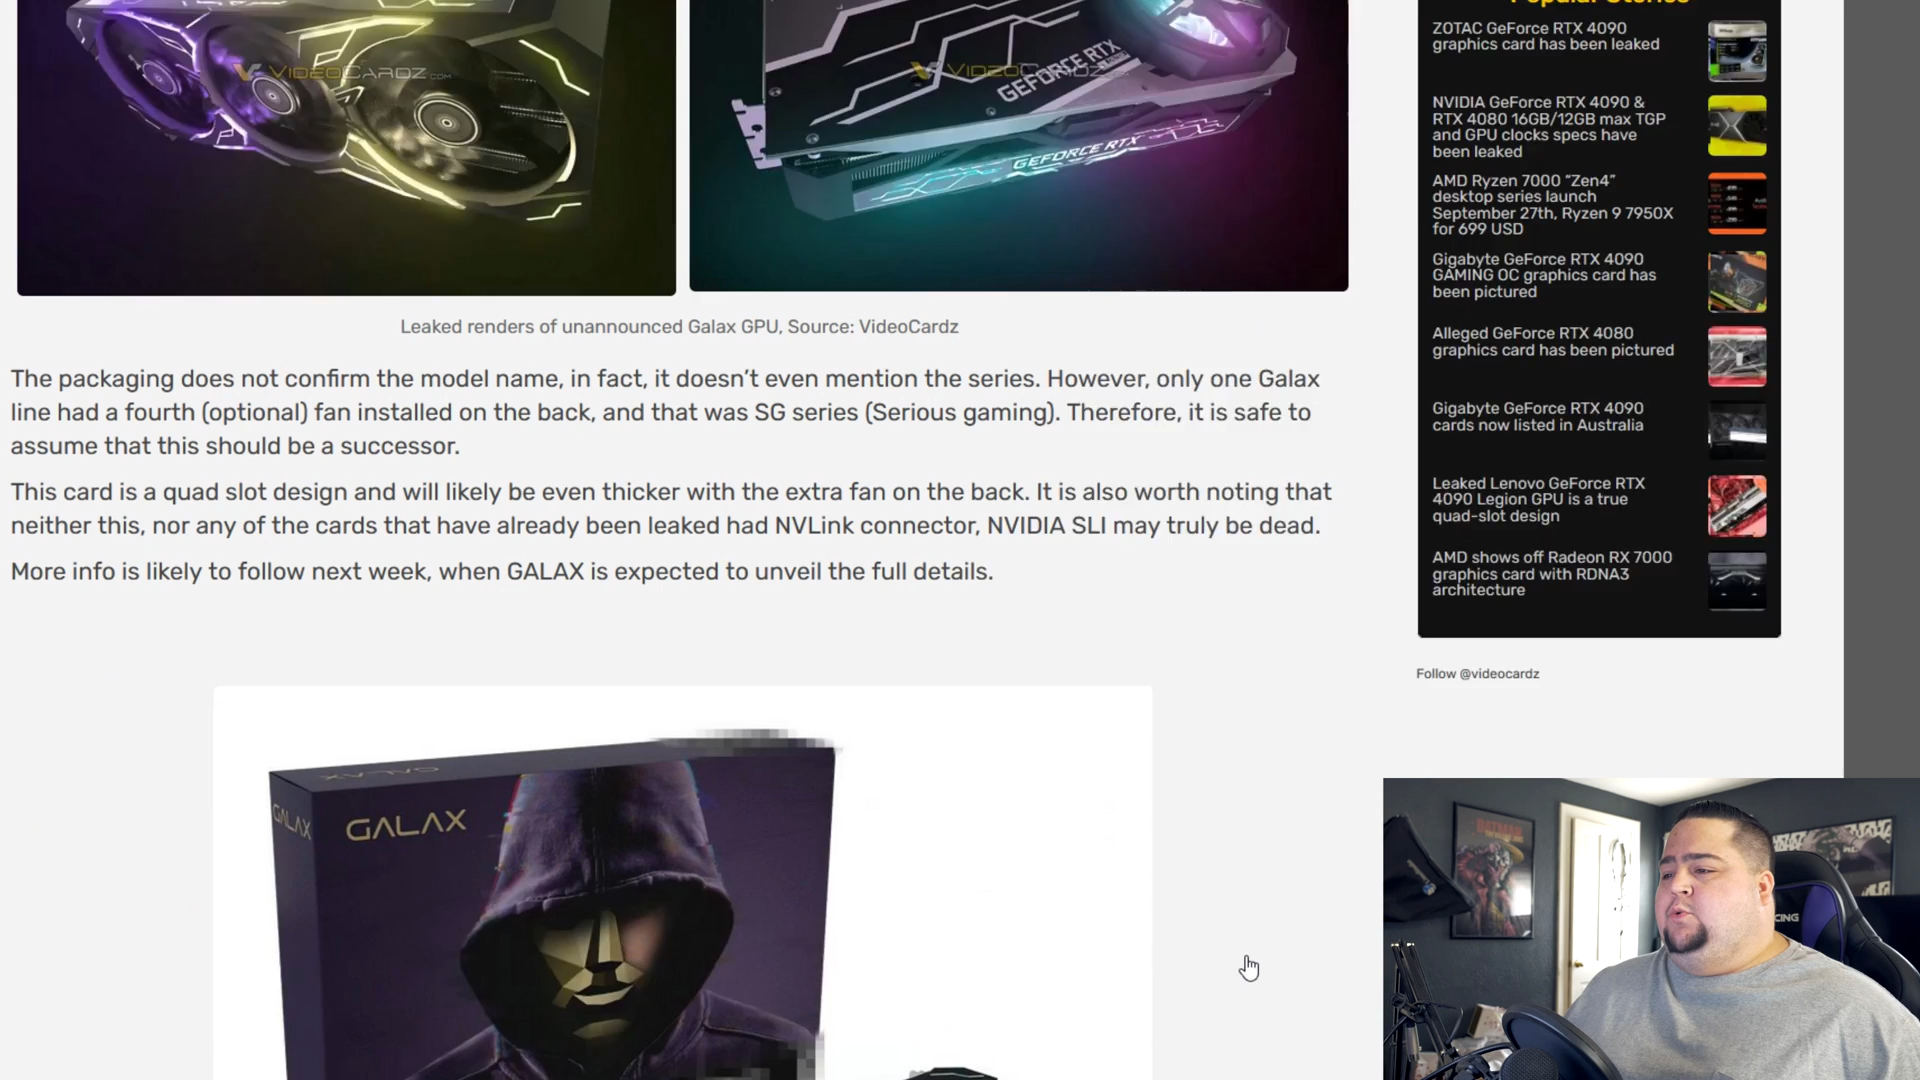 VIDEOCARDZ.COM
VIDEOCARDZ
GEFORCE RTX
GEFORCE RTX
Leaked renders of unannounced Galax GPU, Source: VideoCardz
The packaging does not confirm the model name, in fact, it doesn’t even mention the series. However, only one Galax
line had a fourth (optional) fan installed on the back, and that was SG series (Serious gaming). Therefore, it is safe to
assume that this should be a successor.
This card is a quad slot design and will likely be even thicker with the extra fan on the back. It is also worth noting that
neither this, nor any of the cards that have already been leaked had NVLink connector, NVIDIA SLI may truly be dead.
More info is likely to follow next week, when GALAX is expected to unveil the full details.
GALAX
GALAX
GALAX
Popular Stories
ZOTAC GeForce RTX 4090
graphics card has been leaked
NVIDIA GeForce RTX 4090 &
RTX 4080 16GB/12GB max TGP
and GPU clocks specs have
been leaked
AMD Ryzen 7000 “Zen4”
desktop series launch
September 27th, Ryzen 9 7950X
for 699 USD
Gigabyte GeForce RTX 4090
GAMING OC graphics card has
been pictured
Alleged GeForce RTX 4080
graphics card has been pictured
Gigabyte GeForce RTX 4090
cards now listed in Australia
Leaked Lenovo GeForce RTX
4090 Legion GPU is a true
quad-slot design
AMD shows off Radeon RX 7000
graphics card with RDNA3
architecture
Follow @videocardz
BATMAN
CING